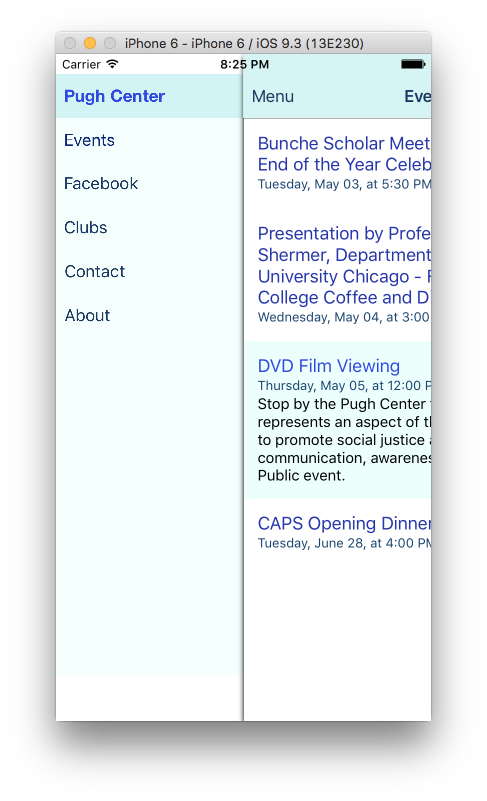 iPhone 6 - iPhone 6 / iOS 9.3 (13E230)
Carrier 8:25 PM
Pugh Center
Events
Facebook
Clubs
Contact
About
Menu Eve
Bunche Scholar Meet
End of the Year Celeb
Tuesday, May 03, at 5:30 PM
Presentation by Profe
Shermer, Department
University Chicago - 
College Coffee and D
Wednesday, May 04, at 3:00
DVD Film Viewing
Thursday, May 05, at 12:00 P
Stop by the Pugh Center
represents an aspect of
to promote social justice
communication, awarenes
Public event.
CAPS Opening Dinner
Tuesday, June 28, at 4:00 PM